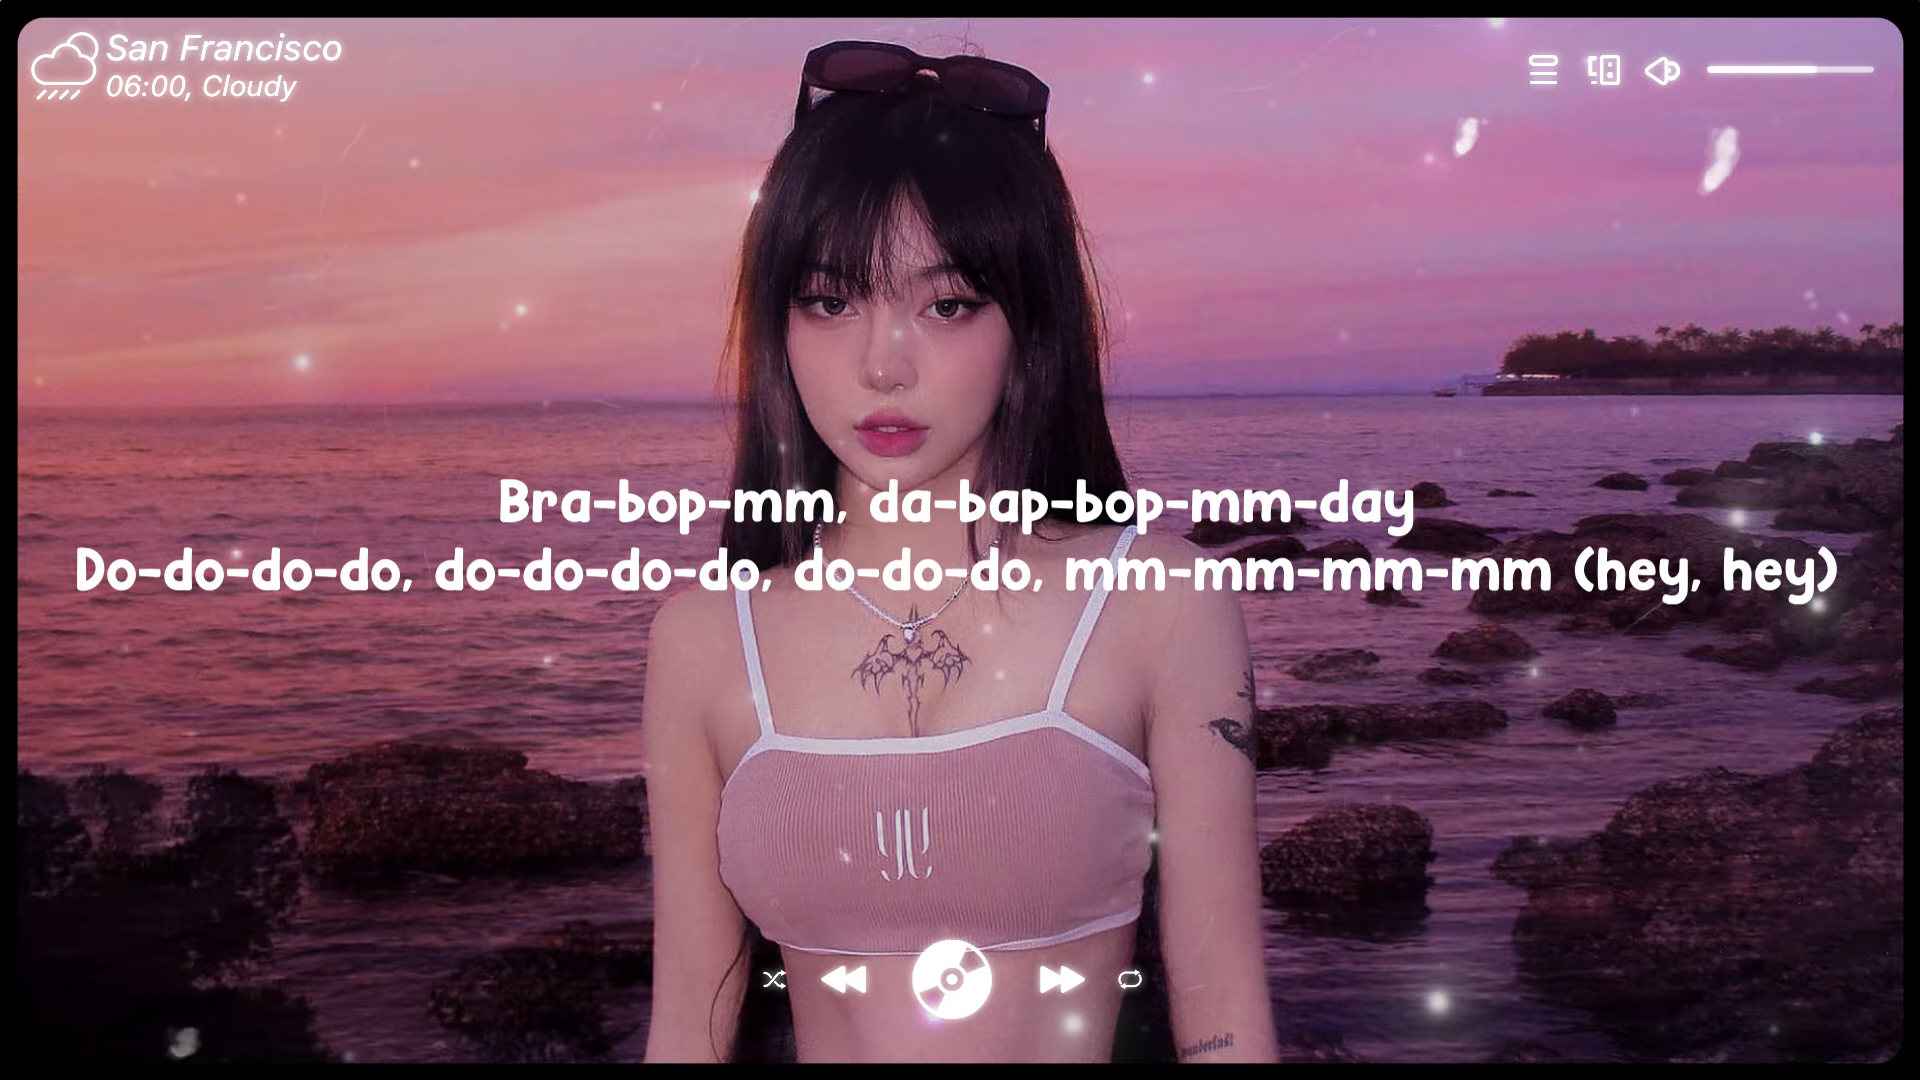 San Francisco
06:00, Cloudy
Bra-bop-mm, da-bap-bop-mm-day
Do-do-do-do, do-do-do-do, do-do-do, mm-mm-mm-mm (hey, hey)
wanderlust